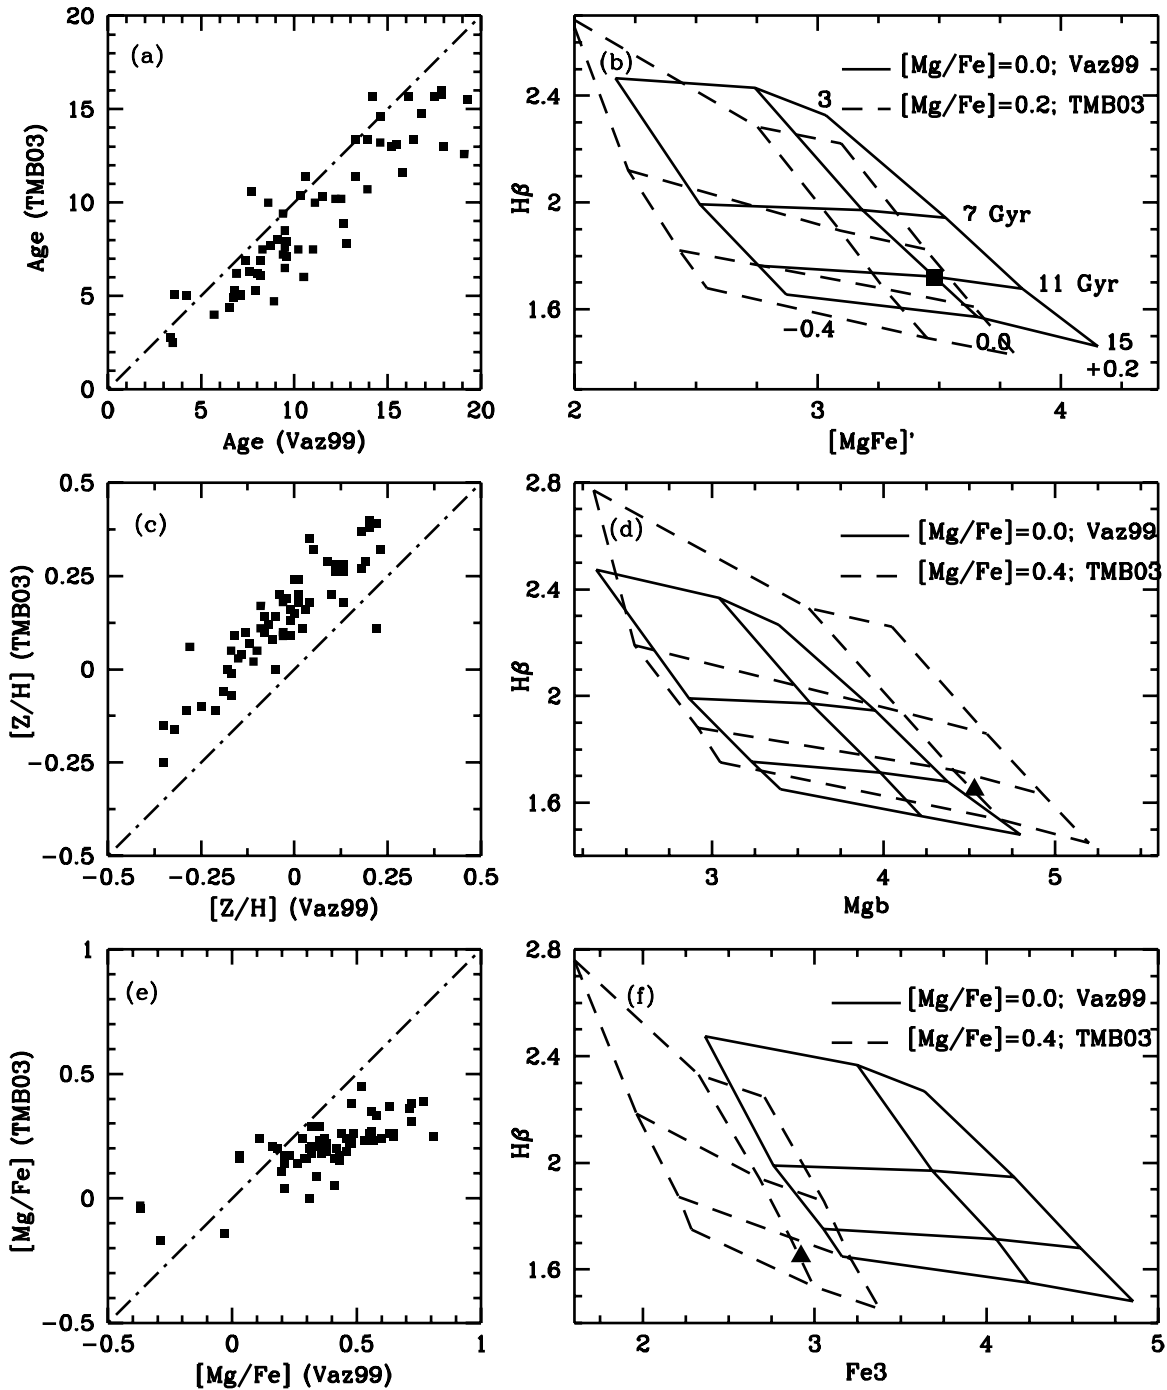 20
15
10
5
0
0 5 10 15 20
Age (TMB03)
Age (Vaz99)
(a)
2.4
2
1.6
2 3 4
Hβ
[MgFe]'
(b)
[Mg/Fe]=0.0; Vaz99
[Mg/Fe]=0.2; TMB03
3
7 Gyr
11 Gyr
15
-0.4
0.0
+0.2
0.5
0.25
0
-0.25
-0.5
-0.5 -0.25 0 0.25 0.5
[Z/H] (TMB03)
[Z/H] (Vaz99)
(c)
2.8
2.4
2
1.6
3 4 5
Hβ
Mgb
(d)
[Mg/Fe]=0.0; Vaz99
[Mg/Fe]=0.4; TMB03
1
0.5
0
-0.5
-0.5 0 0.5 1
[Mg/Fe] (TMB03)
[Mg/Fe] (Vaz99)
(e)
2.8
2.4
2
1.6
2 3 4 5
Hβ
Fe3
(f)
[Mg/Fe]=0.0; Vaz99
[Mg/Fe]=0.4; TMB03